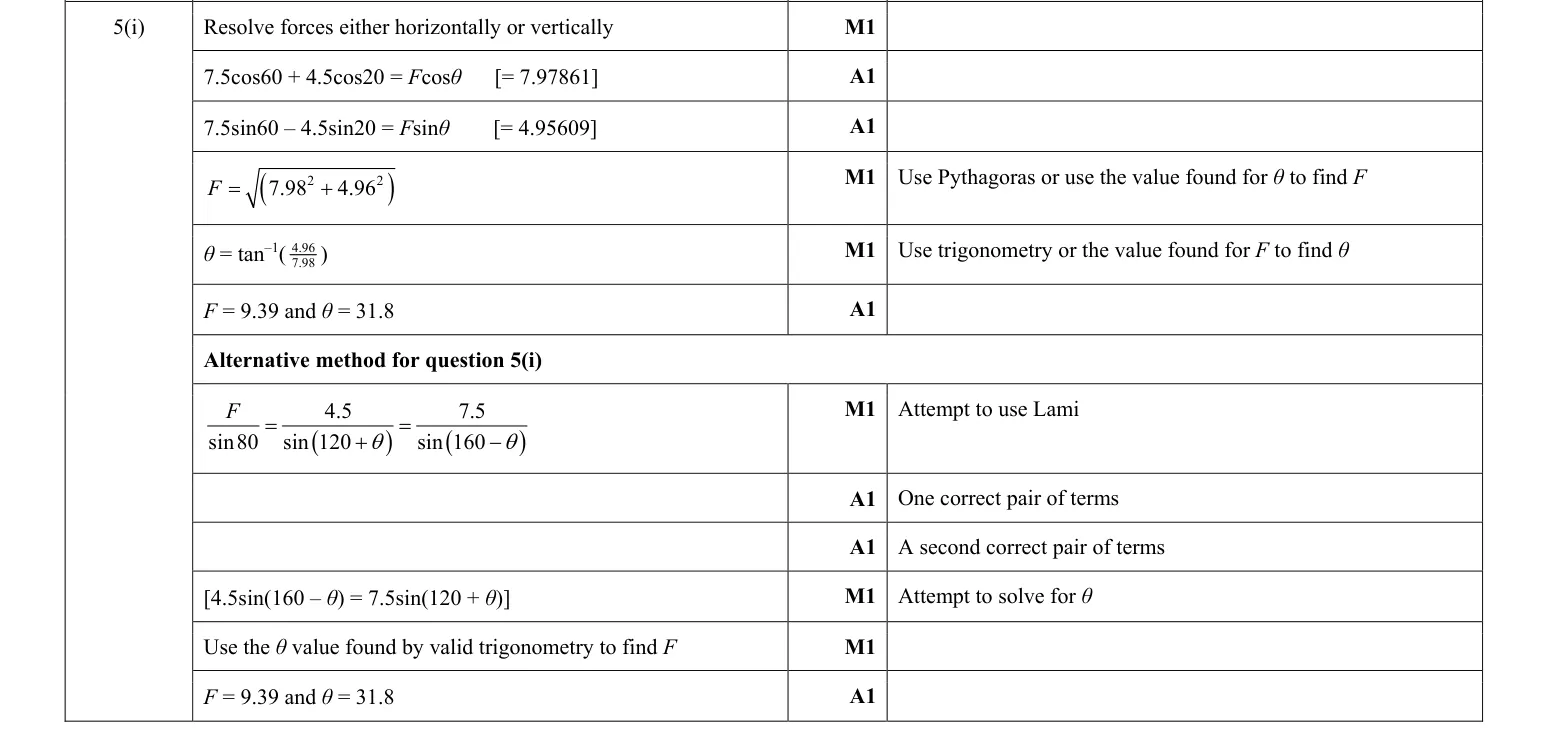 5(i) Resolve forces either horizontally or vertically M1
7.5cos60 + 4.5cos20 = Fcosθ [= 7.97861] A1
7.5sin60 – 4.5sin20 = Fsinθ [= 4.95609] A1
F = √(7.98² + 4.96²) M1 Use Pythagoras or use the value found for θ to find F
θ = tan⁻¹(4.96/7.98) M1 Use trigonometry or the value found for F to find θ
F = 9.39 and θ = 31.8 A1
Alternative method for question 5(i)
F/sin80 = 4.5/sin(120 + θ) = 7.5/sin(160 – θ) M1 Attempt to use Lami
A1 One correct pair of terms
A1 A second correct pair of terms
[4.5sin(160 – θ) = 7.5sin(120 + θ)] M1 Attempt to solve for θ
Use the θ value found by valid trigonometry to find F M1
F = 9.39 and θ = 31.8 A1